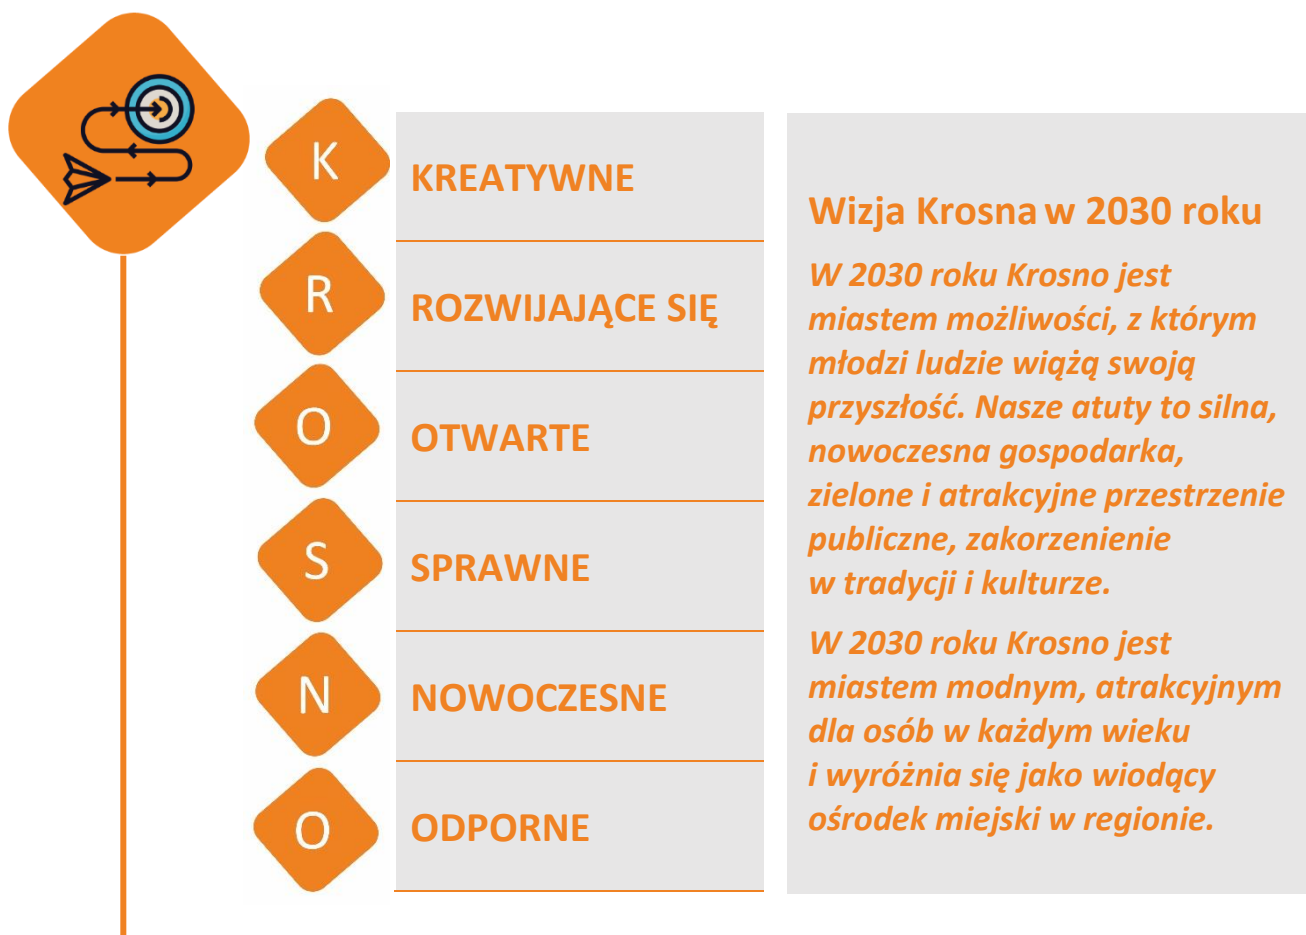 K
KREATYWNE
R
ROZWIJAJĄCE SIĘ
O
OTWARTE
S
SPRAWNE
N
NOWOCZESNE
O
ODPORNE
Wizja Krosna w 2030 roku
W 2030 roku Krosno jest
miastem możliwości, z którym
młodzi ludzie wiążą swoją
przyszłość. Nasze atuty to silna,
nowoczesna gospodarka,
zielone i atrakcyjne przestrzenie
publiczne, zakorzenienie
w tradycji i kulturze.
W 2030 roku Krosno jest
miastem modnym, atrakcyjnym
dla osób w każdym wieku
i wyróżnia się jako wiodący
ośrodek miejski w regionie.